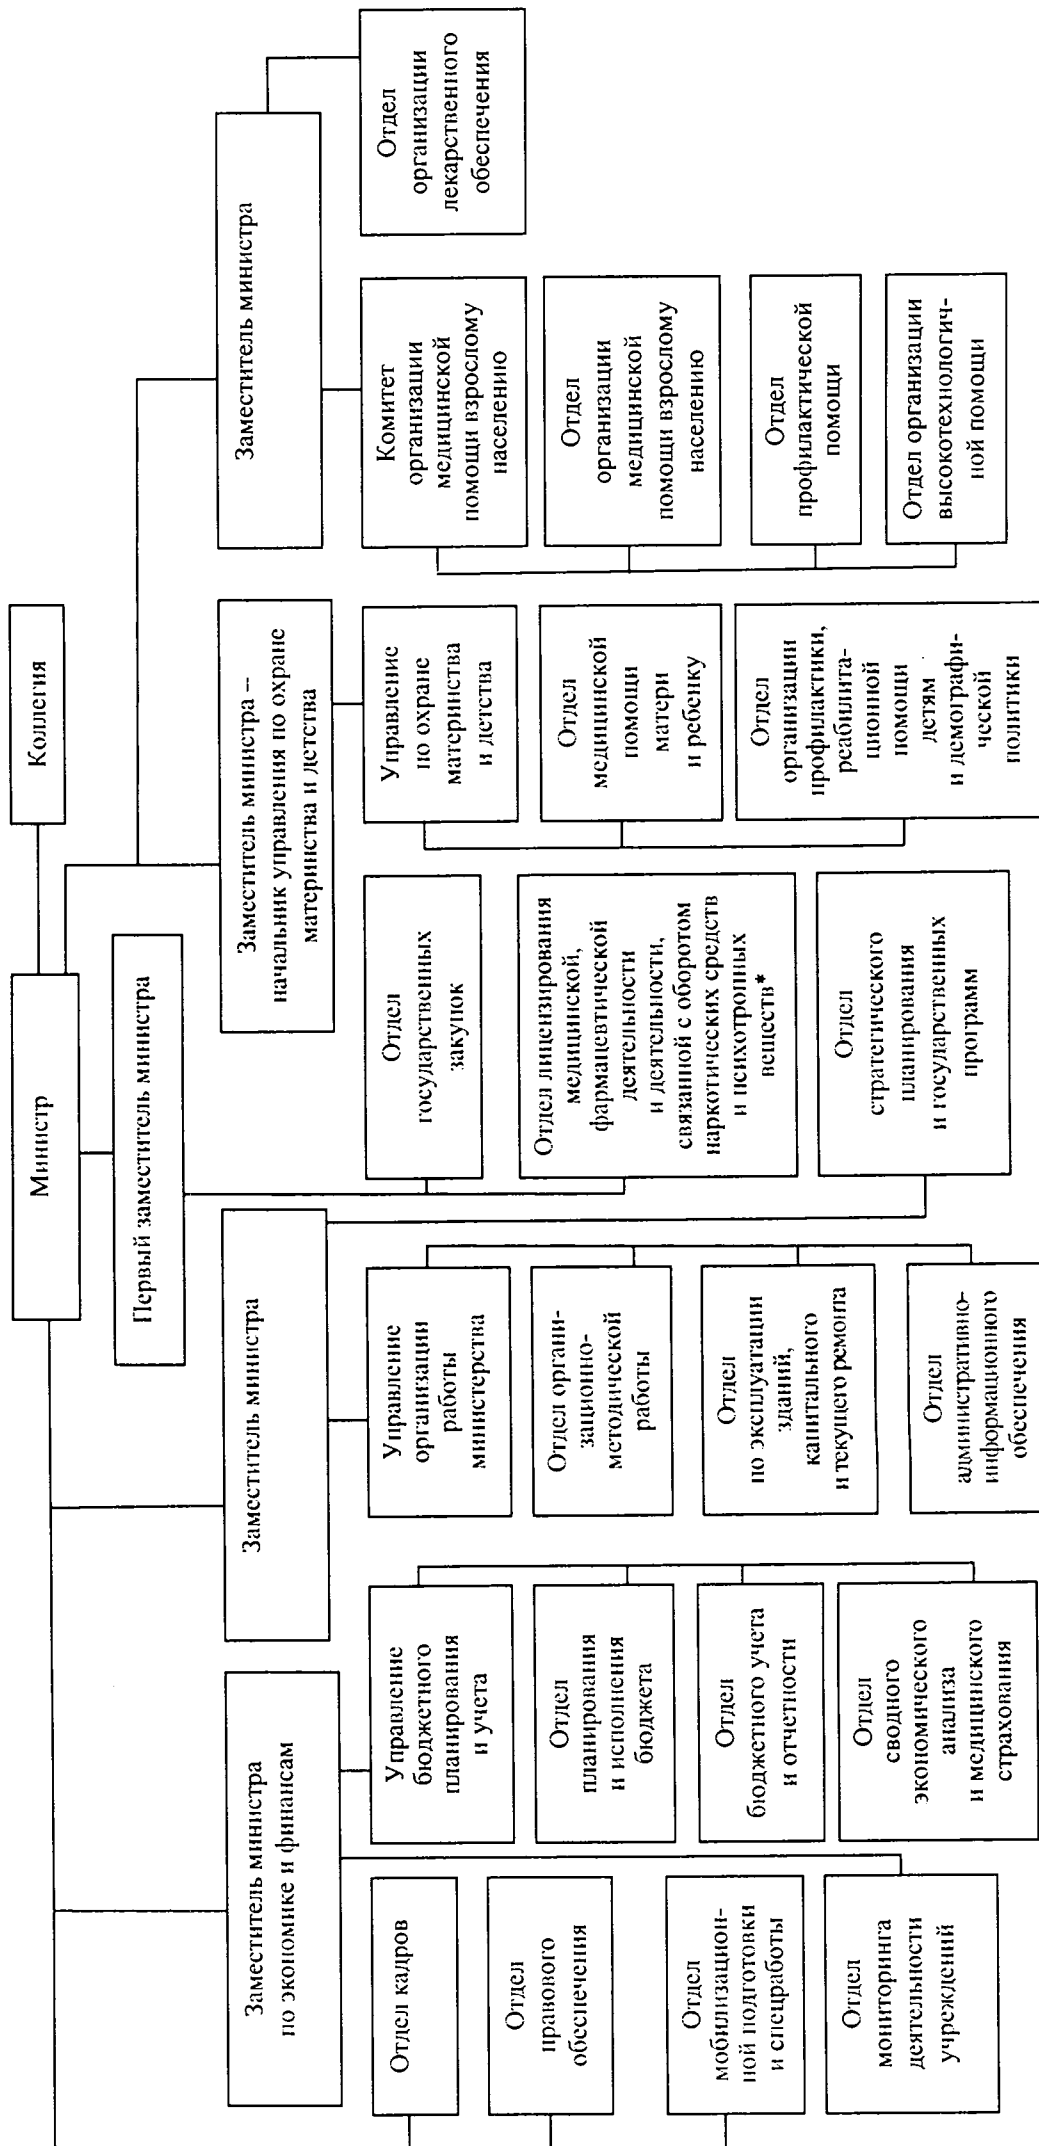 Министр
Коллегия
Первый заместитель министра
Заместитель министра
по экономике и финансам
Заместитель министра
Заместитель министра –
начальник управления по охране
материнства и детства
Заместитель министра
Отдел кадров
Отдел
правового
обеспечения
Отдел
мобилизацион-
ной подготовки
и спецработы
Отдел
мониторинга
деятельности
учреждений
Управление
бюджетного
планирования
и учета
Отдел
планирования
и исполнения
бюджета
Отдел
бюджетного учета
и отчетности
Отдел
сводного
экономического
анализа
и медицинского
страхования
Управление
организации
работы
министерства
Отдел органи-
зационно-
методической
работы
Отдел
по эксплуатации
зданий,
капитального
и текущего ремонта
Отдел
административно-
информационного
обеспечения
Отдел
государственных
закупок
Отдел лицензирования
медицинской,
фармацевтической
деятельности
и деятельности,
связанной с оборотом
наркотических средств
и психотропных
веществ*
Отдел
стратегического
планирования
и государственных
программ
Управление
по охране
материнства
и детства
Отдел
медицинской
помощи
матери
и ребенку
Отдел
организации
профилактики,
реабилита-
ционной
помощи
детям
и демографи-
ческой
политики
Комитет
организации
медицинской
помощи взрослому
населению
Отдел
организации
медицинской
помощи взрослому
населению
Отдел
профилактической
помощи
Отдел организации
высокотехнологич-
ной помощи
Отдел
организации
лекарственного
обеспечения